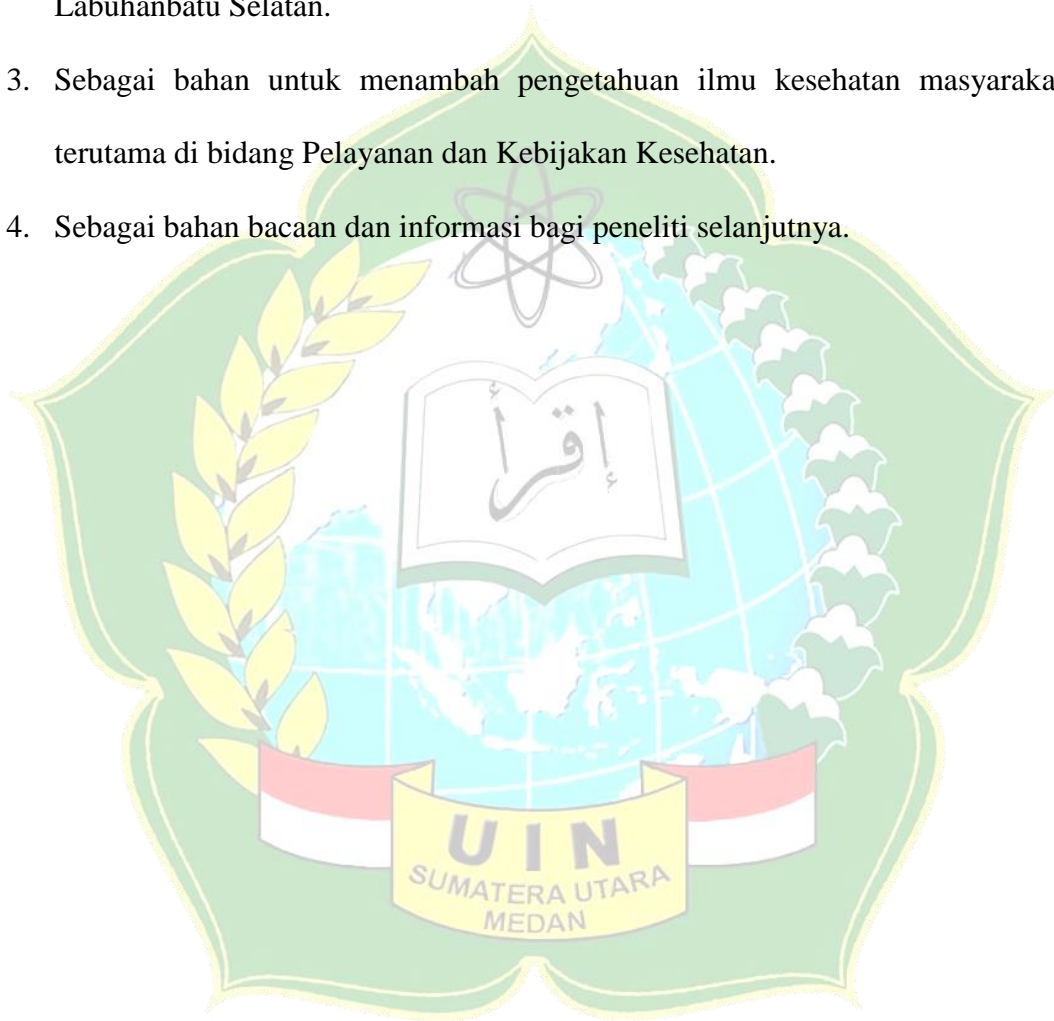 Labuhanbatu Selatan.
3. Sebagai bahan untuk menambah pengetahuan ilmu kesehatan masyaraka
terutama di bidang Pelayanan dan Kebijakan Kesehatan.
4. Sebagai bahan bacaan dan informasi bagi peneliti selanjutnya.
إقرأ
UIN
SUMATERA UTARA
MEDAN